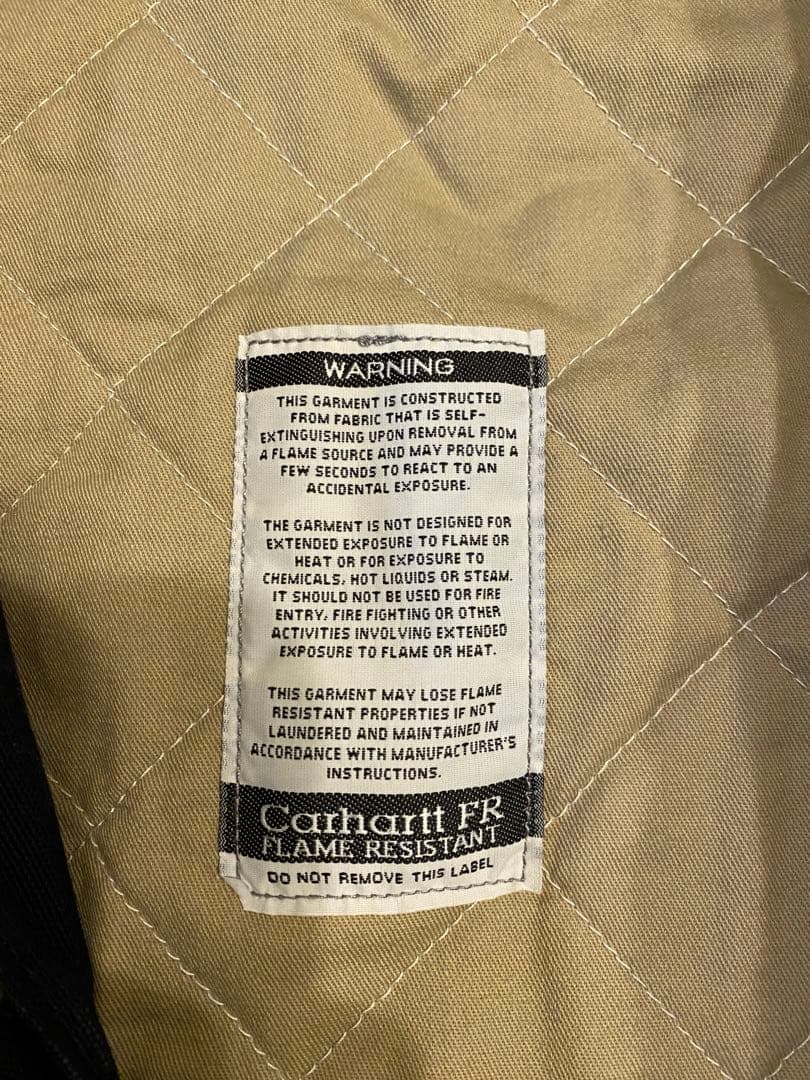 WARNING
THIS GARMENT IS CONSTRUCTED
FROM FABRIC THAT IS SELF-
EXTINGUISHING UPON REMOVAL FROM
A FLAME SOURCE AND MAY PROVIDE A
FEW SECONDS TO REACT TO AN
ACCIDENTAL EXPOSURE.
THE GARMENT IS NOT DESIGNED FOR
EXTENDED EXPOSURE TO FLAME OR
HEAT OR FOR EXPOSURE TO
CHEMICALS, HOT LIQUIDS OR STEAM.
IT SHOULD NOT BE USED FOR FIRE
ENTRY, FIRE FIGHTING OR OTHER
ACTIVITIES INVOLVING EXTENDED
EXPOSURE TO FLAME OR HEAT.
THIS GARMENT MAY LOSE FLAME
RESISTANT PROPERTIES IF NOT
LAUNDERED AND MAINTAINED IN
ACCORDANCE WITH MANUFACTURER'S
INSTRUCTIONS.
Carhartt FR
FLAME RESISTANT
DO NOT REMOVE THIS LABEL